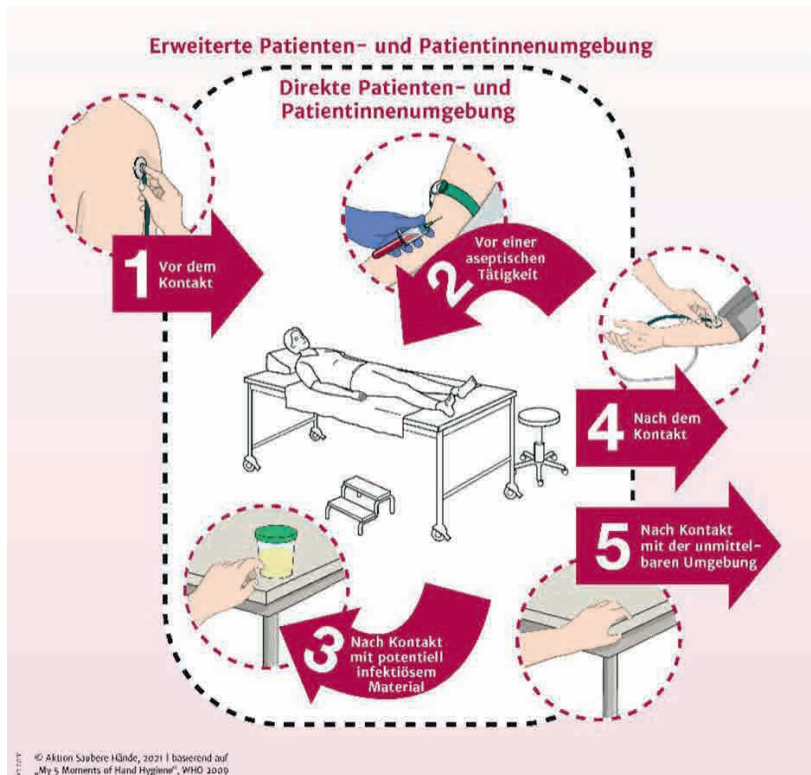 Erweiterte Patienten- und Patientinnenumgebung
Direkte Patienten- und
Patientinnenumgebung
1
Vor dem
Kontakt
2
Vor einer
aseptischen
Tätigkeit
4
Nach dem
Kontakt
5
Nach Kontakt
mit der unmittel-
baren Umgebung
3
Nach Kontakt
mit potentiell
infektiösem
Material
© Aktion Saubere Hände, 2021 | basierend auf
„My 5 Moments of Hand Hygiene", WHO 2009